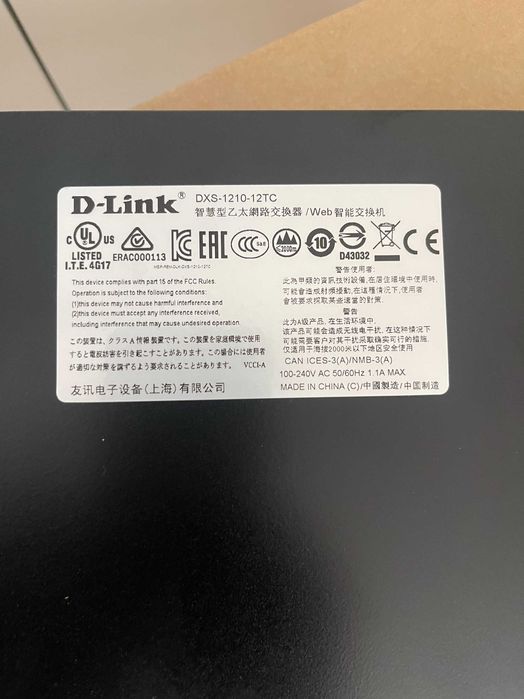 D-Link®
DXS-1210-12TC
智慧型乙太網路交換器/Web智能交换机
C UL US
LISTED
I.T.E. 4G17
ERAC000113
EAC
CCC S&E
≤2000m
10
D43032
CE
MSIP-REM-DLK-DXS-1210-12TC
This device complies with part 15 of the FCC Rules.
Operation is subject to the following conditions:
(1)this device may not cause harmful interference and
(2)this device must accept any interference received,
including interference that may cause undesired operation.
この装置は、クラスA情報装置です。この装置を家庭環境で使用
すると電波妨害を引き起こすことがあります。この場合には使用者
が適切な対策を講ずるよう要求されることがあります。 VCCI-A
友讯电子设备(上海)有限公司
警告使用者:
此為甲類的資訊技術設備,在居住環境中使用時,
可能會造成射頻擾動,在這種情況下,使用者
會被要求採取某些適當的對策.
警告
此为A级产品,在生活环境中,
该产品可能会造成无线电干扰,在这种情况下
可能需要客户对其干扰采取确实可行的措施.
仅适用于海拔2000米以下地区安全使用
CAN ICES-3(A)/NMB-3(A)
100-240V AC 50/60Hz 1.1A MAX
MADE IN CHINA (C)/中國製造/中国制造